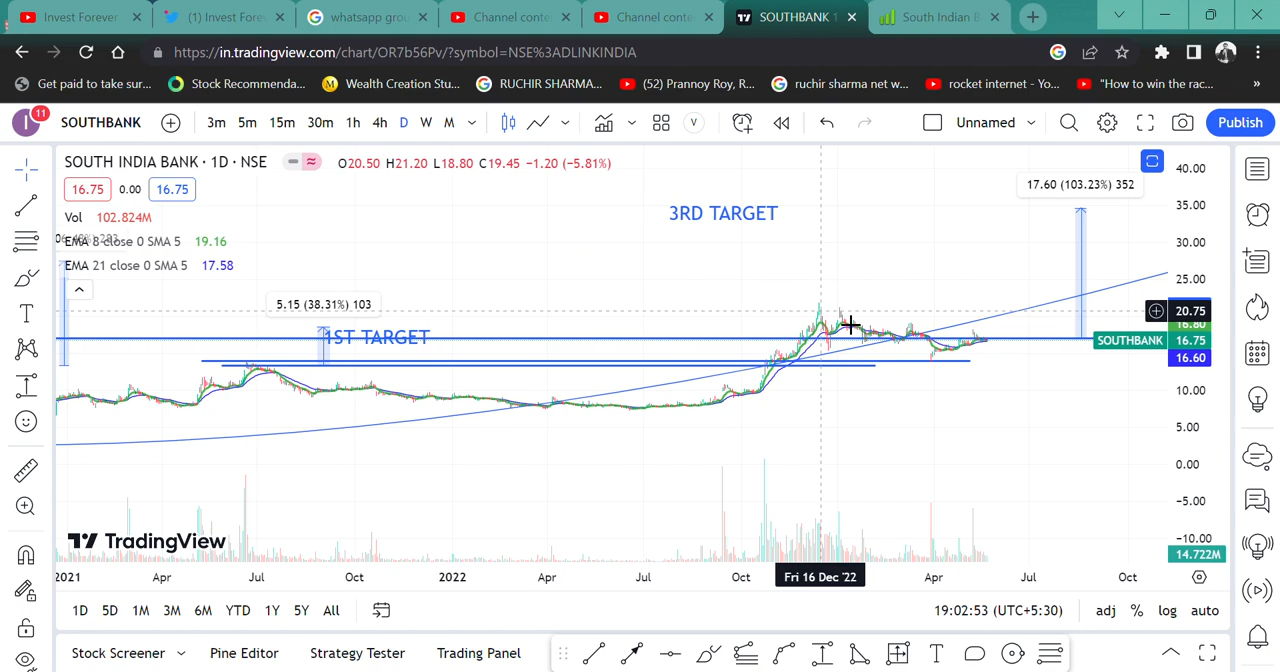 Invest Forever
(1) Invest Fore
whatsapp grou
Channel conte
Channel conte
SOUTHBANK 1
South Indian B
https://in.tradingview.com/chart/OR7b56Pv/?symbol=NSE%3ADLINKINDIA
Get paid to take sur...
Stock Recommenda...
Wealth Creation Stu...
RUCHIR SHARMA...
(52) Prannoy Roy, R...
ruchir sharma net w...
rocket internet - Yo...
"How to win the rac...
»
I
11
SOUTHBANK
3m 5m 15m 30m 1h 4h D W M
V
Unnamed
Publish
SOUTH INDIA BANK · 1D · NSE
O20.50 H21.20 L18.80 C19.45 −1.20 (−5.81%)
16.75 0.00 16.75
Vol 102.824M
EMA 8 close 0 SMA 5 19.16
EMA 21 close 0 SMA 5 17.58
3RD TARGET
17.60 (103.23%) 352
5.15 (38.31%) 103
1ST TARGET
40.00
35.00
30.00
25.00
20.75
16.80
SOUTHBANK 16.75
16.60
10.00
5.00
0.00
−5.00
−10.00
14.722M
TradingView
2021 Apr Jul Oct 2022 Apr Jul Oct Fri 16 Dec '22 Apr Jul Oct
1D 5D 1M 3M 6M YTD 1Y 5Y All
19:02:53 (UTC+5:30)
adj % log auto
Stock Screener
Pine Editor
Strategy Tester
Trading Panel
T